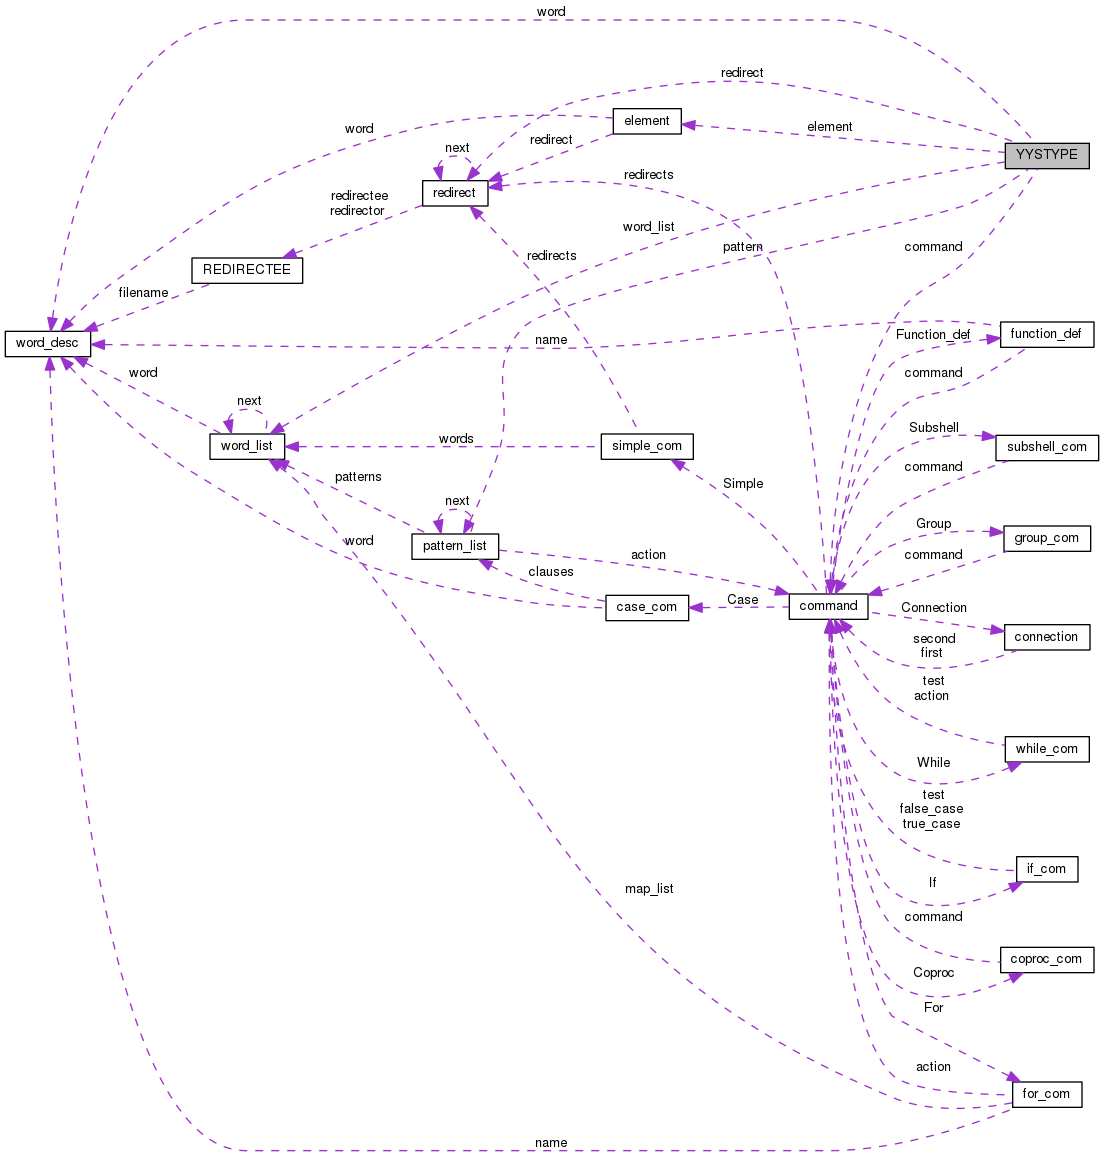 word
redirect
element
word
element
redirect
next
YYSTYPE
redirects
redirect
redirectee
redirector
word_list
pattern
command
redirects
REDIRECTEE
filename
Function_def
function_def
name
word_desc
word
command
next
Subshell
words
simple_com
word_list
subshell_com
command
patterns
Simple
next
Group
group_com
word
pattern_list
action
command
clauses
Case
case_com
command
Connection
connection
second
first
test
action
while_com
While
test
false_case
true_case
if_com
If
map_list
command
coproc_com
Coproc
For
action
for_com
name